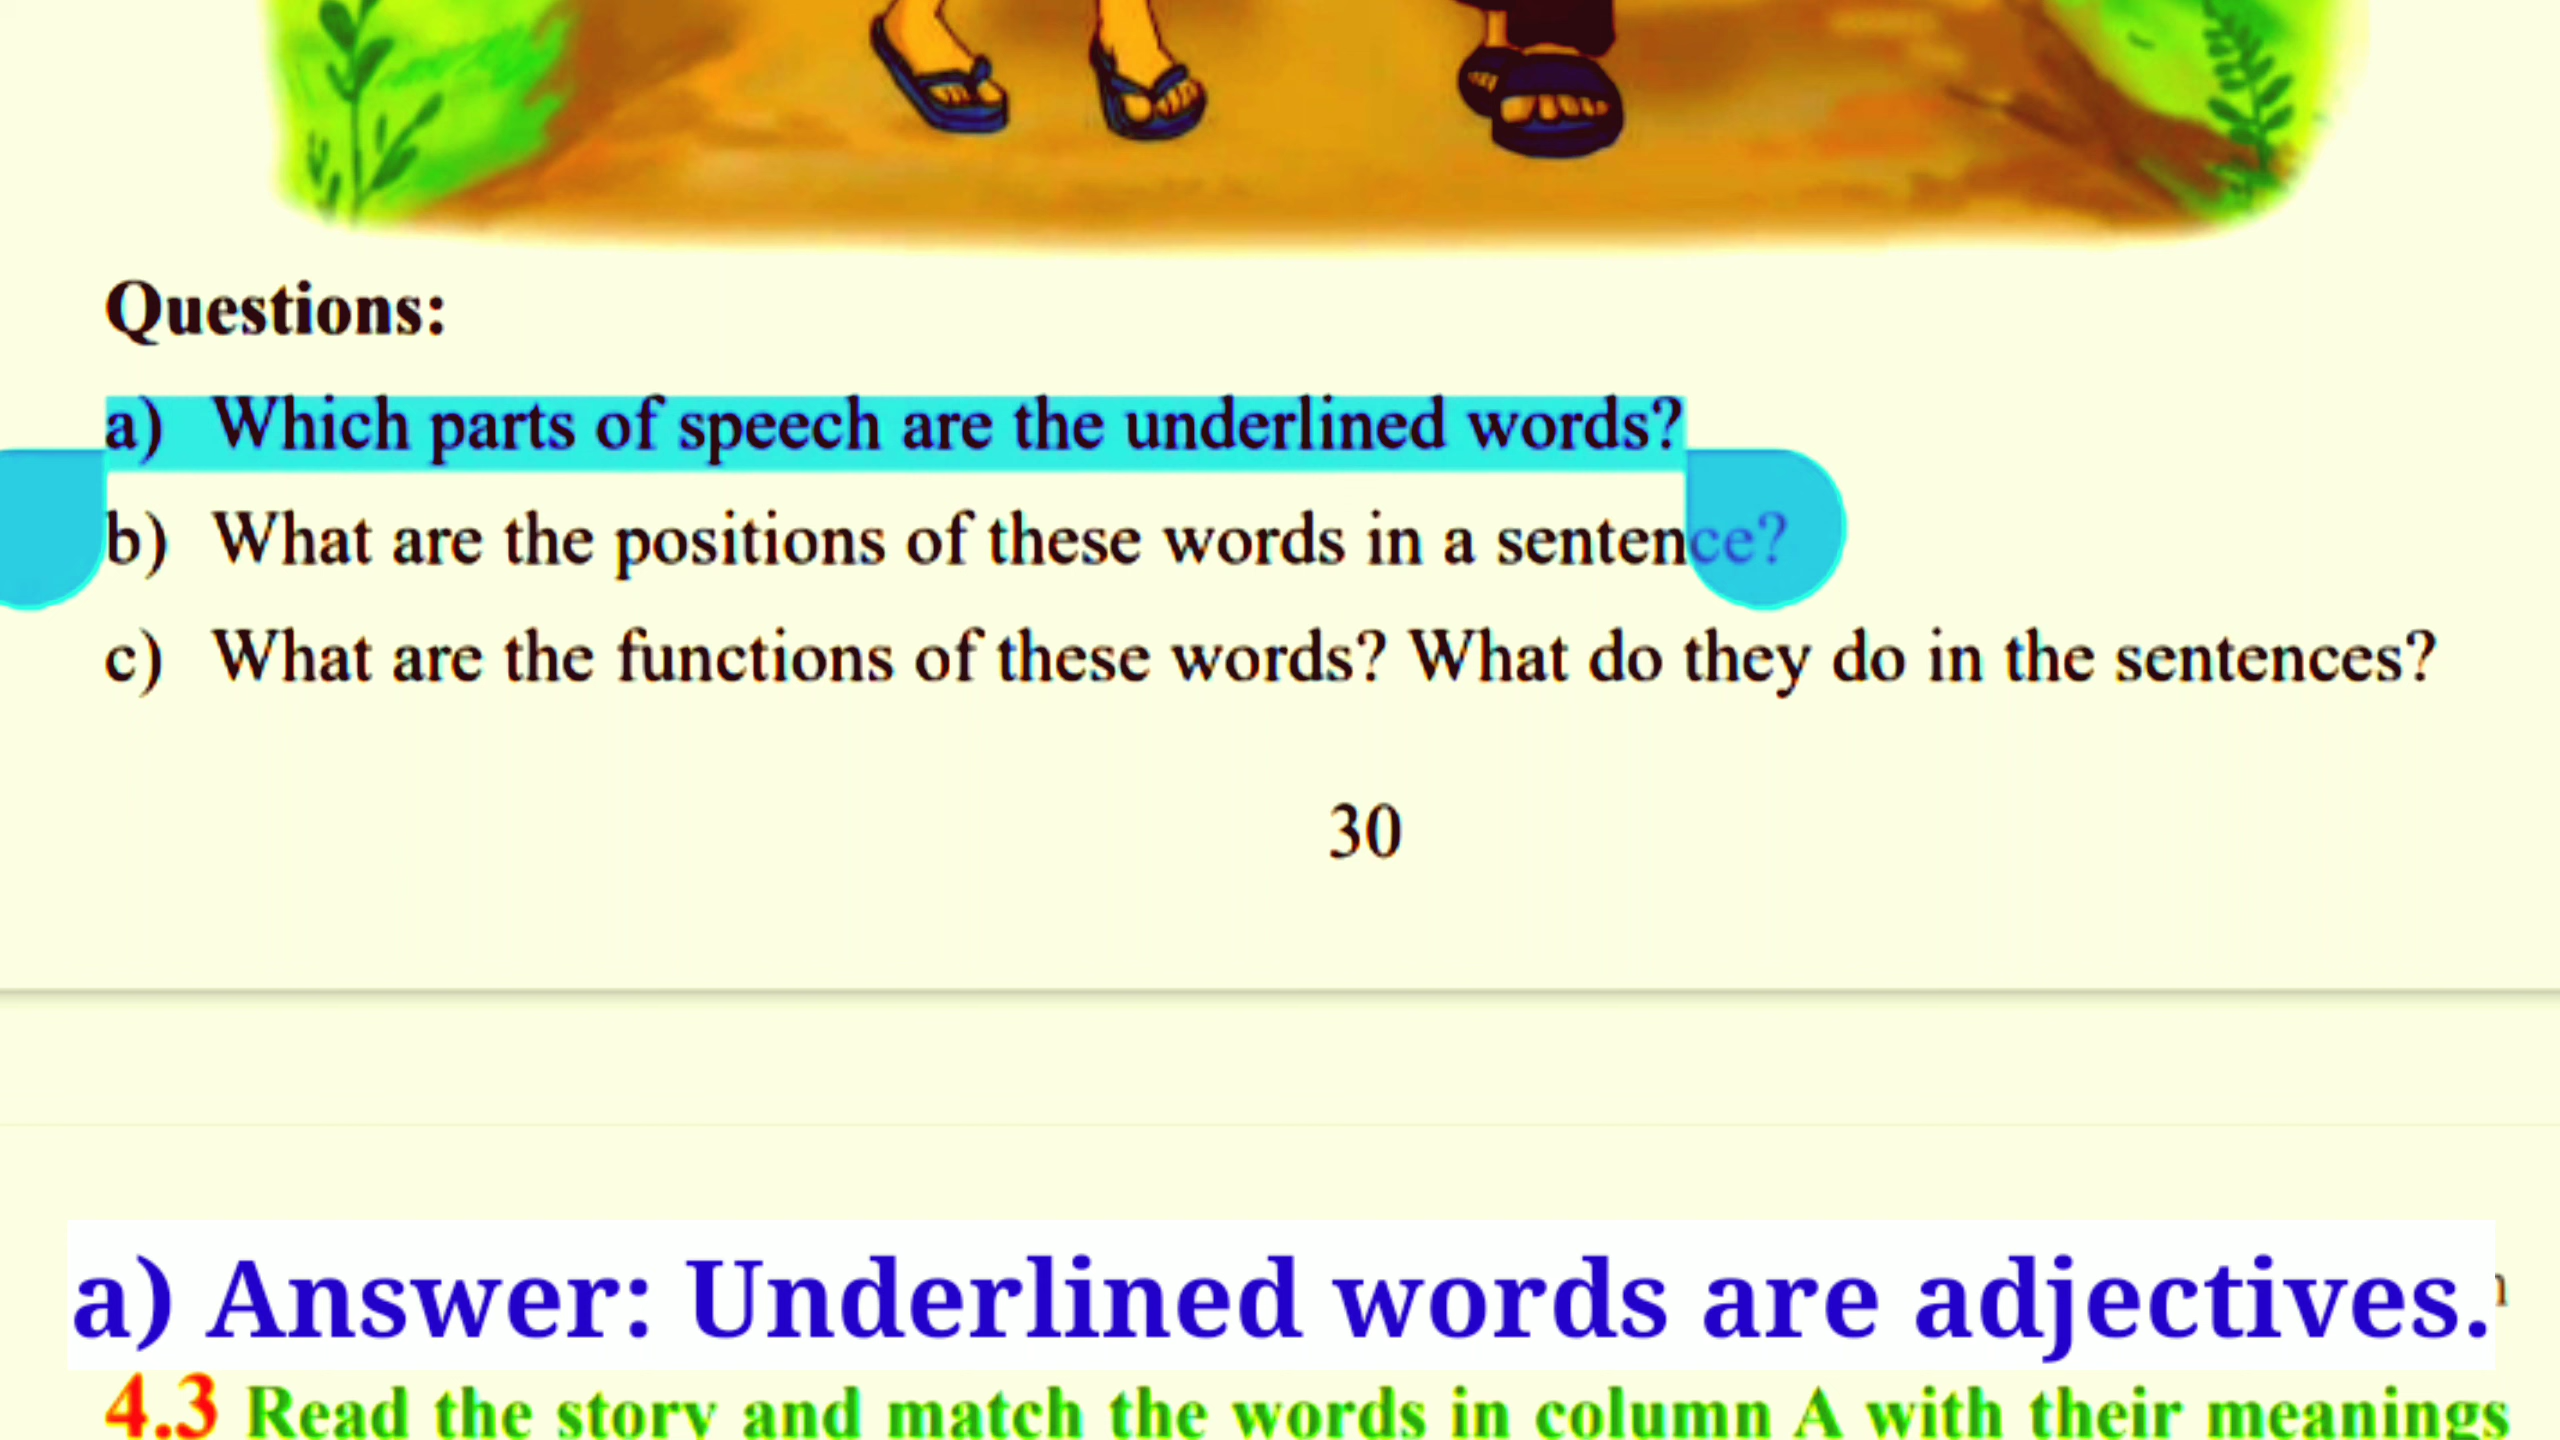 Questions:
a) Which parts of speech are the underlined words?
b) What are the positions of these words in a sentence?
c) What are the functions of these words? What do they do in the sentences?
30
a) Answer: Underlined words are adjectives.
4.3 Read the story and match the words in column A with their meanings